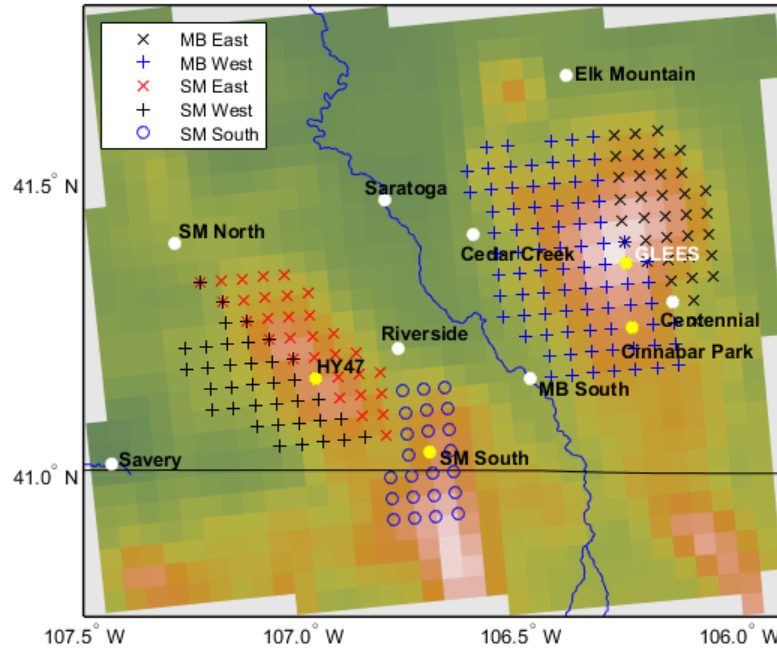 MB East
MB West
SM East
SM West
SM South
Elk Mountain
41.5° N
Saratoga
SM North
Cedar Creek
GLEES
Centennial
Riverside
Cinnabar Park
HY47
MB South
Savery
SM South
41.0° N
107.5° W
107.0° W
106.5° W
106.0° W